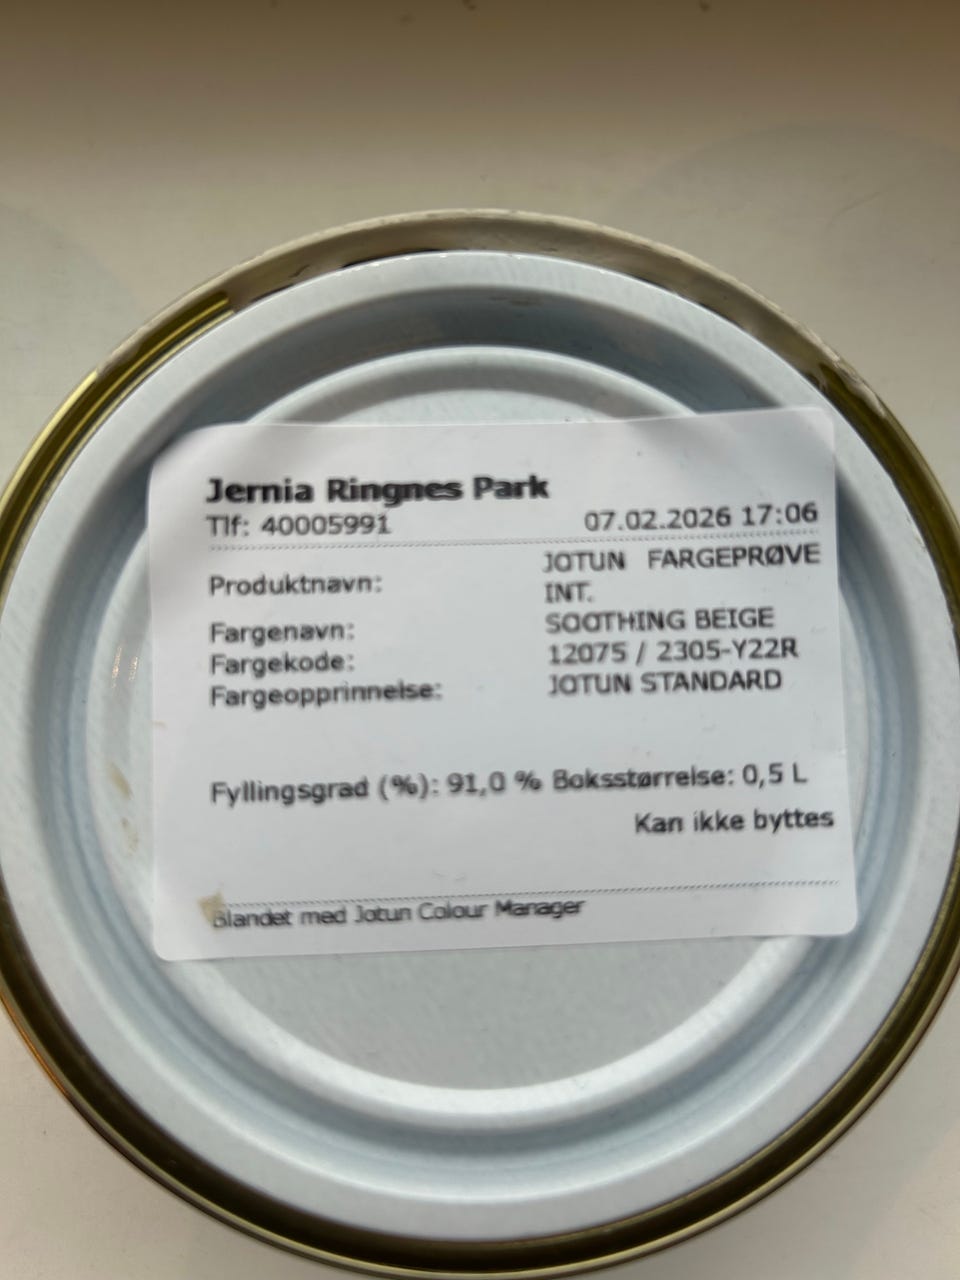 Jernia Ringnes Park
Tlf: 40005991 07.02.2026 17:06
Produktnavn: JOTUN FARGEPRØVE
INT.
Fargenavn: SOOTHING BEIGE
Fargekode: 12075 / 2305-Y22R
Fargeopprinnelse: JOTUN STANDARD
Fyllingsgrad (%): 91,0 % Boksstørrelse: 0,5 L
Kan ikke byttes
Blandet med Jotun Colour Manager